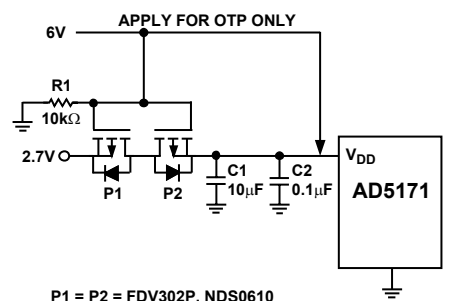 APPLY FOR OTP ONLY
6V
R1
10kΩ
2.7V
P1
P2
C1
10μF
C2
0.1μF
VDD
AD5171
P1 = P2 = FDV302P, NDS0610